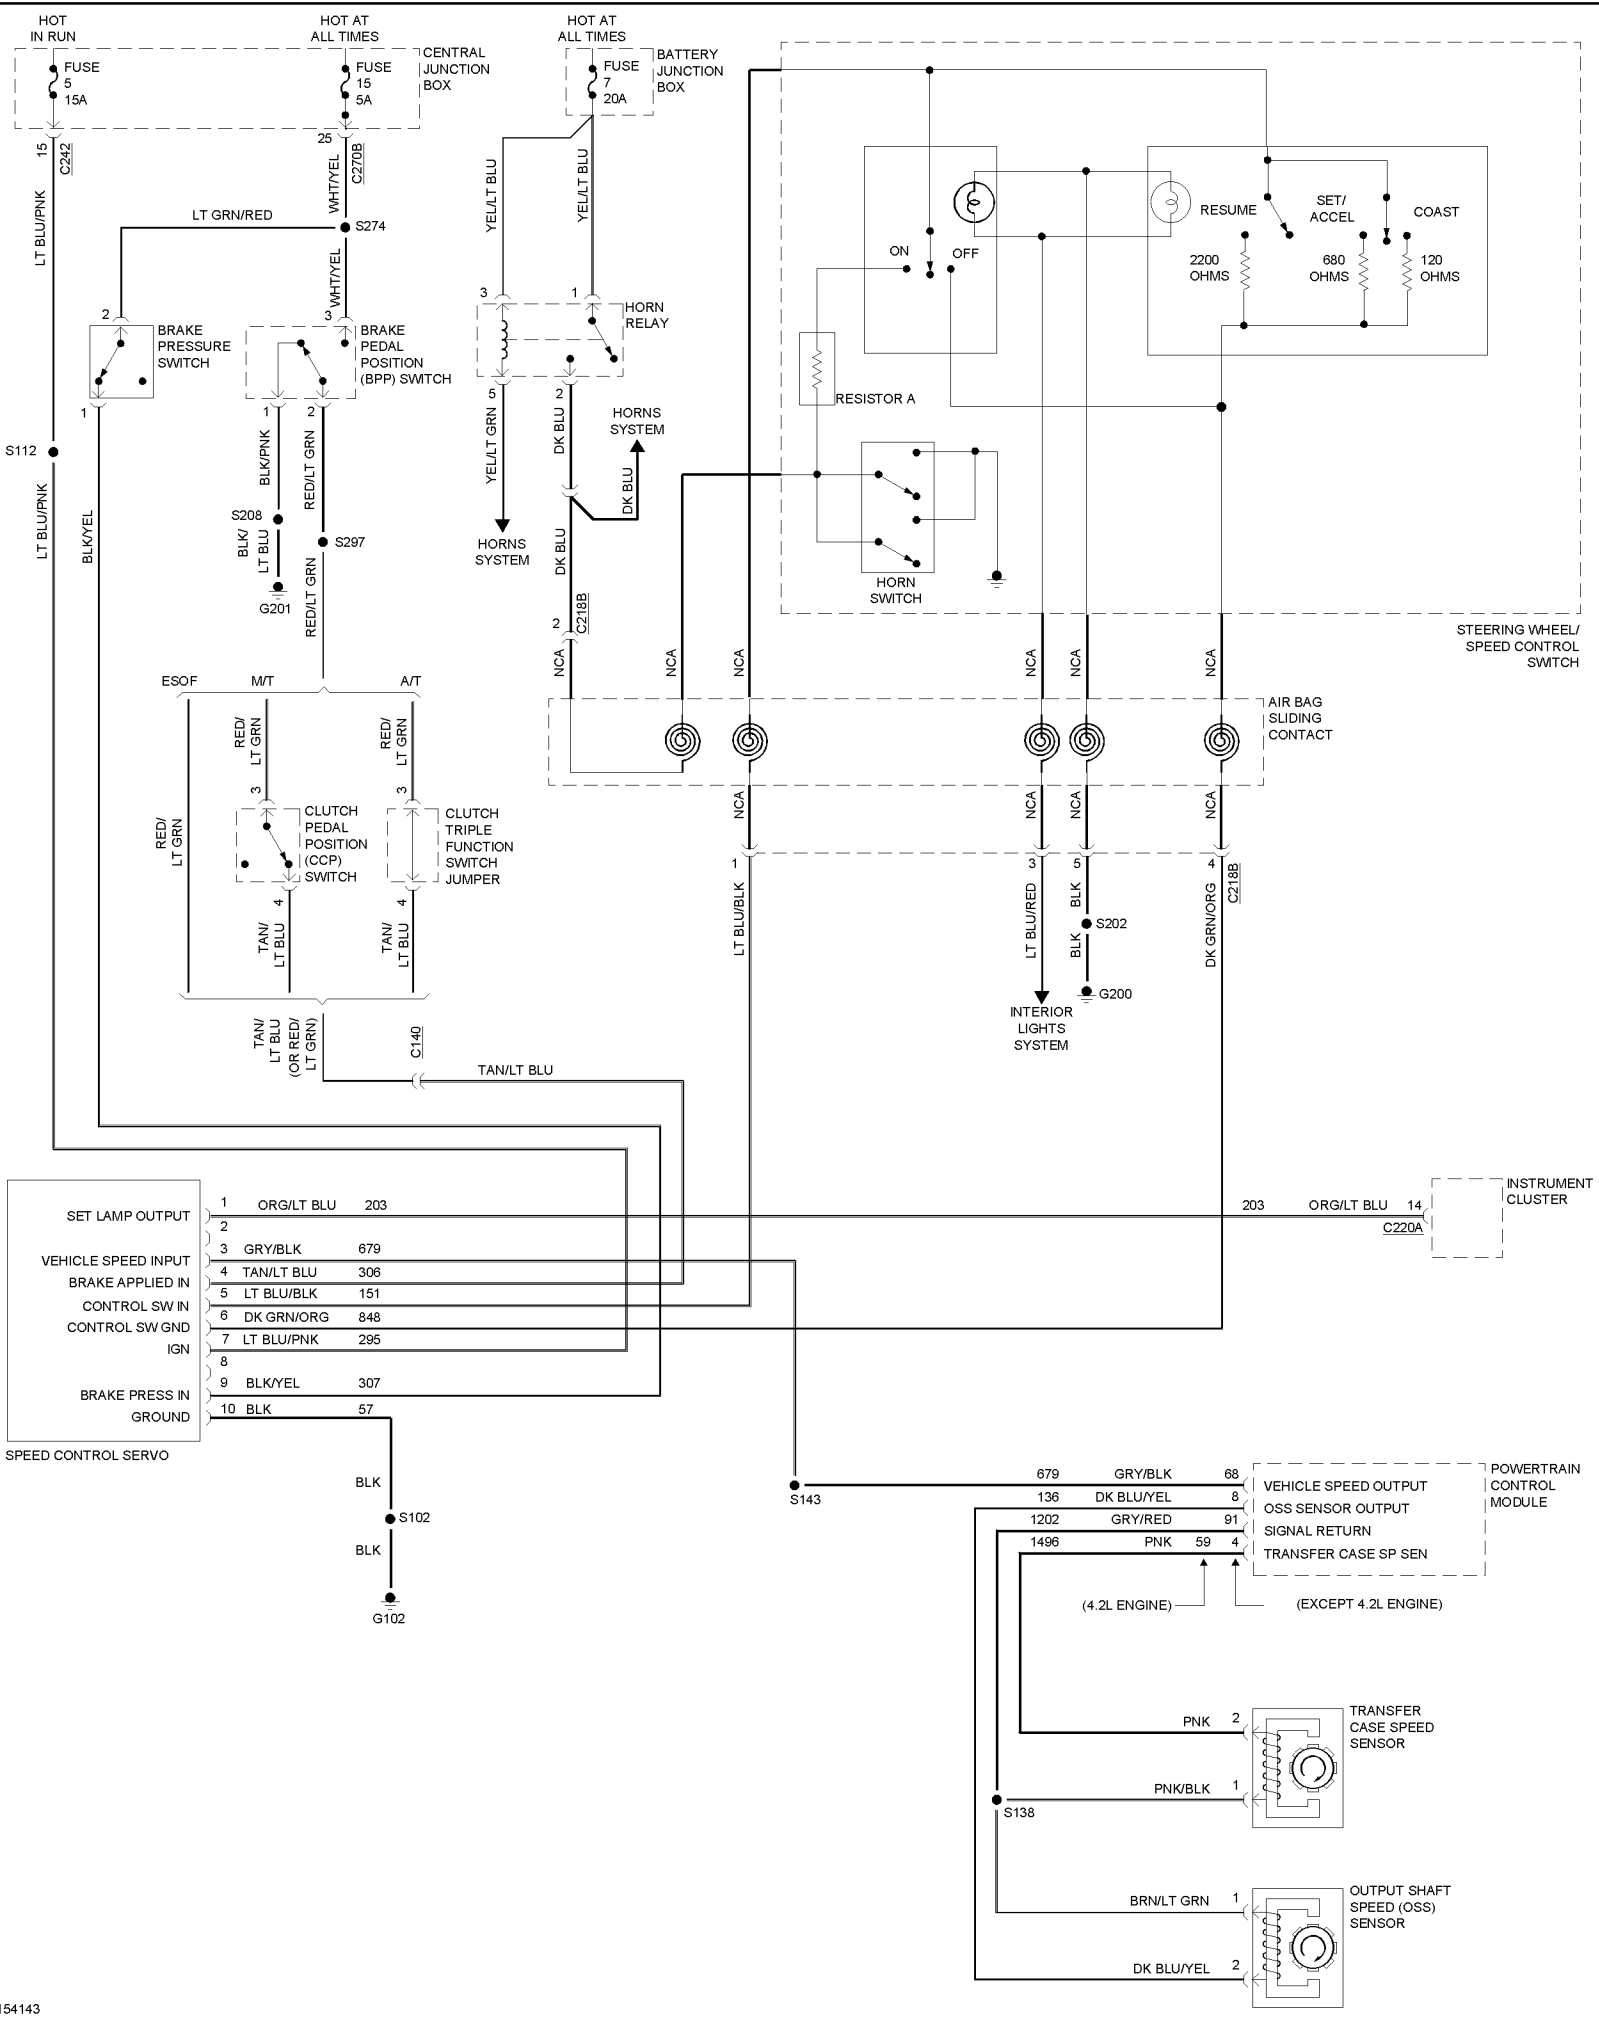 HOT
IN RUN
HOT AT
ALL TIMES
HOT AT
ALL TIMES
FUSE
5
15A
FUSE
15
5A
CENTRAL
JUNCTION
BOX
FUSE
7
20A
BATTERY
JUNCTION
BOX
15
C242
25
C270B
LT BLU/PNK
WHT/YEL
YEL/LT BLU
YEL/LT BLU
LT GRN/RED
S274
WHT/YEL
2
3
3
1
BRAKE
PRESSURE
SWITCH
BRAKE
PEDAL
POSITION
(BPP) SWITCH
HORN
RELAY
1
1
2
5
2
S112
LT BLU/PNK
BLK/YEL
BLK/PNK
RED/LT GRN
YEL/LT GRN
DK BLU
HORNS
SYSTEM
DK BLU
S208
BLK/
LT BLU
S297
G201
RED/LT GRN
HORNS
SYSTEM
DK BLU
2
C218B
NCA
NCA
NCA
NCA
NCA
NCA
ON
OFF
RESUME
SET/
ACCEL
COAST
2200
OHMS
680
OHMS
120
OHMS
RESISTOR A
HORN
SWITCH
STEERING WHEEL/
SPEED CONTROL
SWITCH
AIR BAG
SLIDING
CONTACT
ESOF
M/T
A/T
RED/
LT GRN
RED/
LT GRN
RED/
LT GRN
3
3
CLUTCH
PEDAL
POSITION
(CCP)
SWITCH
CLUTCH
TRIPLE
FUNCTION
SWITCH
JUMPER
4
4
TAN/
LT BLU
TAN/
LT BLU
NCA
NCA
NCA
NCA
1
3
5
4
C218B
LT BLU/BLK
LT BLU/RED
BLK
S202
BLK
G200
DK GRN/ORG
INTERIOR
LIGHTS
SYSTEM
TAN/
LT BLU
(OR RED/
LT GRN)
C140
TAN/LT BLU
SET LAMP OUTPUT
1 ORG/LT BLU 203
203 ORG/LT BLU 14
C220A
INSTRUMENT
CLUSTER
2
VEHICLE SPEED INPUT
3 GRY/BLK 679
BRAKE APPLIED IN
4 TAN/LT BLU 306
CONTROL SW IN
5 LT BLU/BLK 151
CONTROL SW GND
6 DK GRN/ORG 848
IGN
7 LT BLU/PNK 295
8
BRAKE PRESS IN
9 BLK/YEL 307
GROUND
10 BLK 57
SPEED CONTROL SERVO
BLK
S102
BLK
G102
S143
679 GRY/BLK 68
VEHICLE SPEED OUTPUT
136 DK BLU/YEL 8
OSS SENSOR OUTPUT
1202 GRY/RED 91
SIGNAL RETURN
1496 PNK 59 4
TRANSFER CASE SP SEN
POWERTRAIN
CONTROL
MODULE
(4.2L ENGINE)
(EXCEPT 4.2L ENGINE)
PNK 2
TRANSFER
CASE SPEED
SENSOR
PNK/BLK 1
S138
BRN/LT GRN 1
OUTPUT SHAFT
SPEED (OSS)
SENSOR
DK BLU/YEL 2
154143